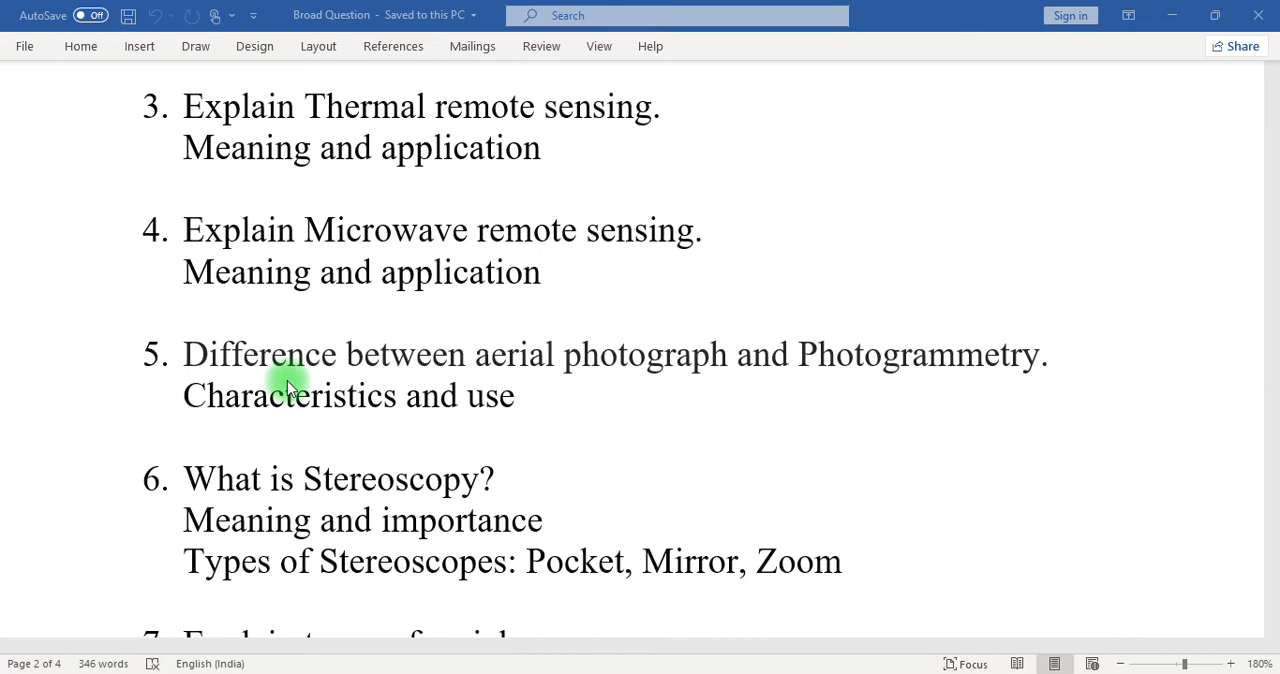 AutoSave Off Broad Question - Saved to this PC Search Sign in
File Home Insert Draw Design Layout References Mailings Review View Help Share
3. Explain Thermal remote sensing.
Meaning and application
4. Explain Microwave remote sensing.
Meaning and application
5. Difference between aerial photograph and Photogrammetry.
Characteristics and use
6. What is Stereoscopy?
Meaning and importance
Types of Stereoscopes: Pocket, Mirror, Zoom
Page 2 of 4 346 words English (India) Focus 180%